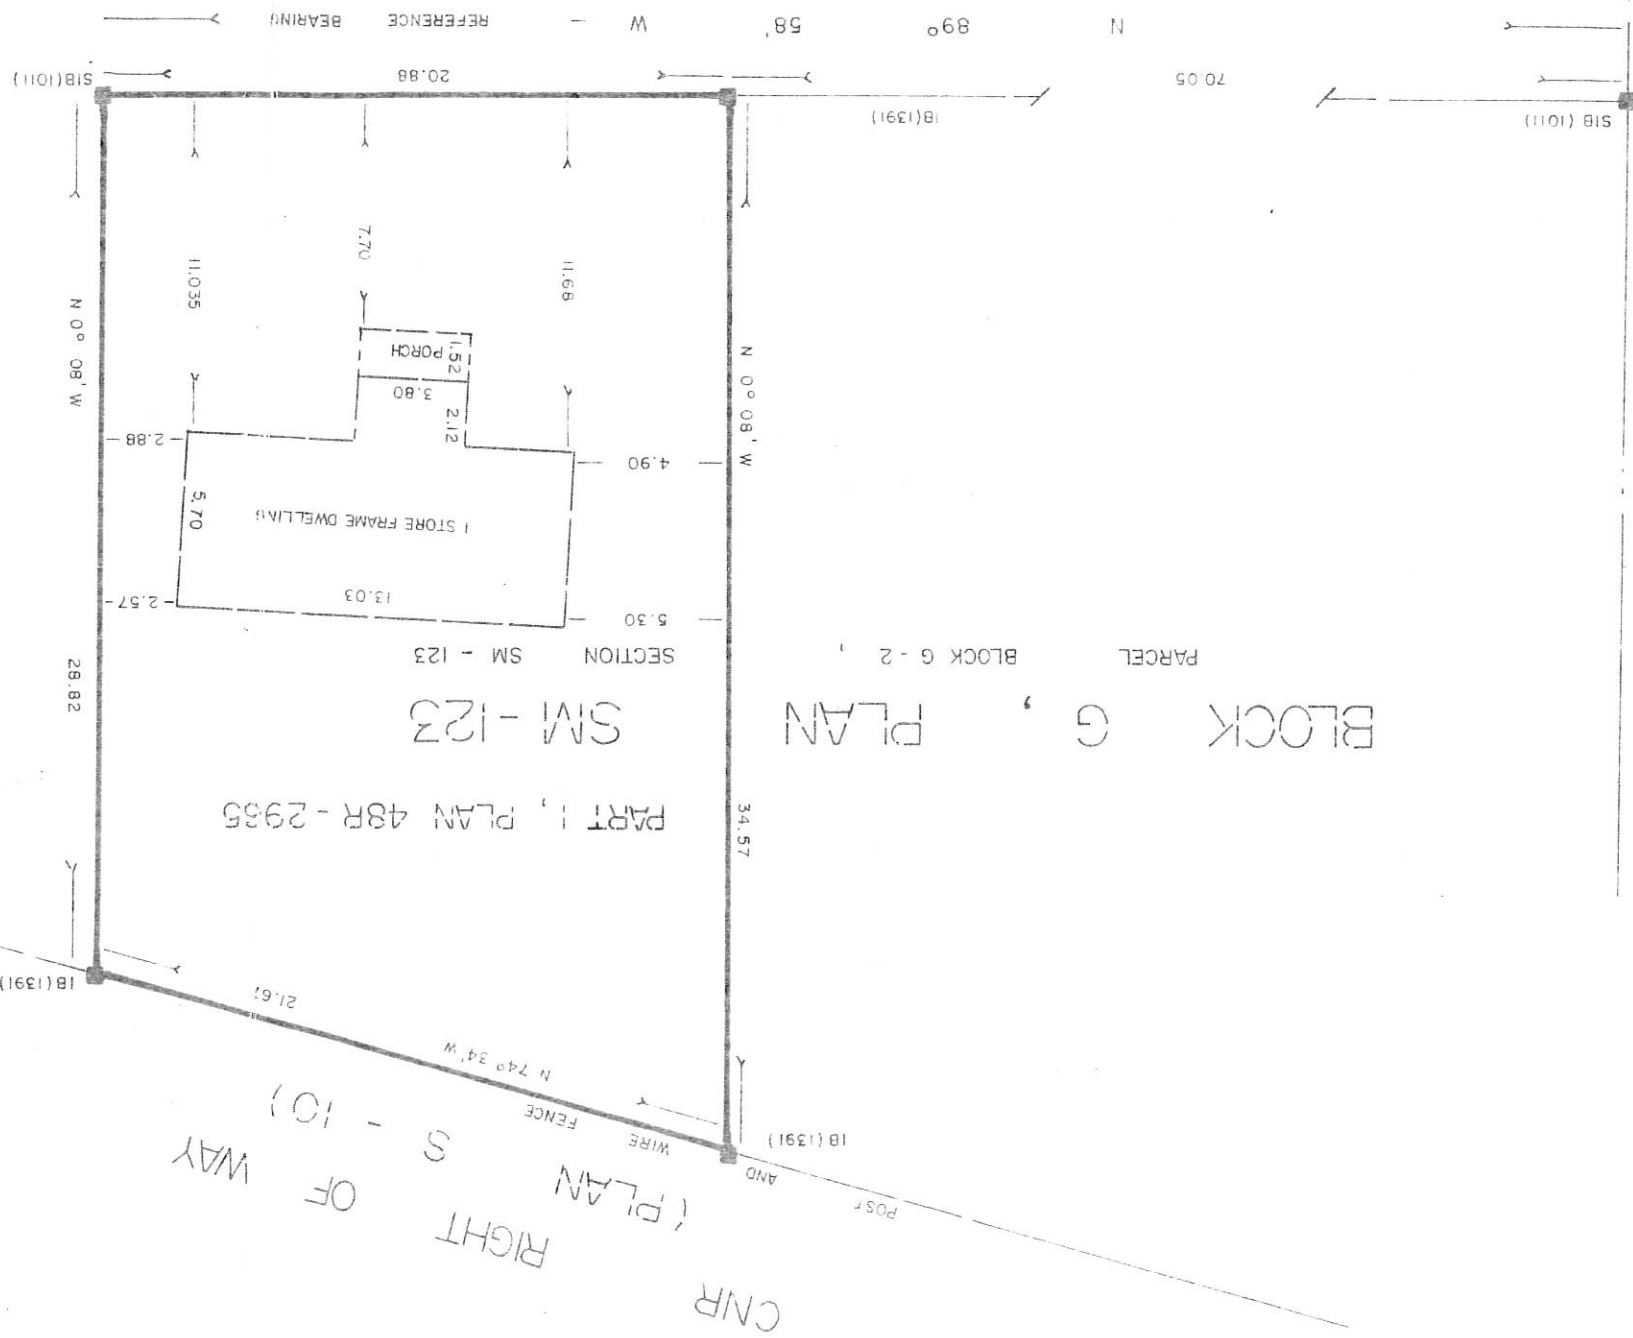 CNR RIGHT OF WAY
(PLAN S - 10)
POST AND WIRE FENCE
N 74° 34' W
IB (1391)
21.67
IB (1391)
34.57
28.82
PART 1, PLAN 48R - 2965
BLOCK G, PLAN SM - 123
PARCEL BLOCK G - 2, SECTION SM - 123
5.30
13.03
2.57
1 STORE FRAME DWELLING
5.70
4.90
2.88
2.12
3.80
PORCH
1.52
N 0° 08' W
N 0° 08' W
11.68
7.70
11.035
SIB (1011)
IB (1391)
70.05
20.88
SIB (1011)
N 89° 58' W - REFERENCE BEARING